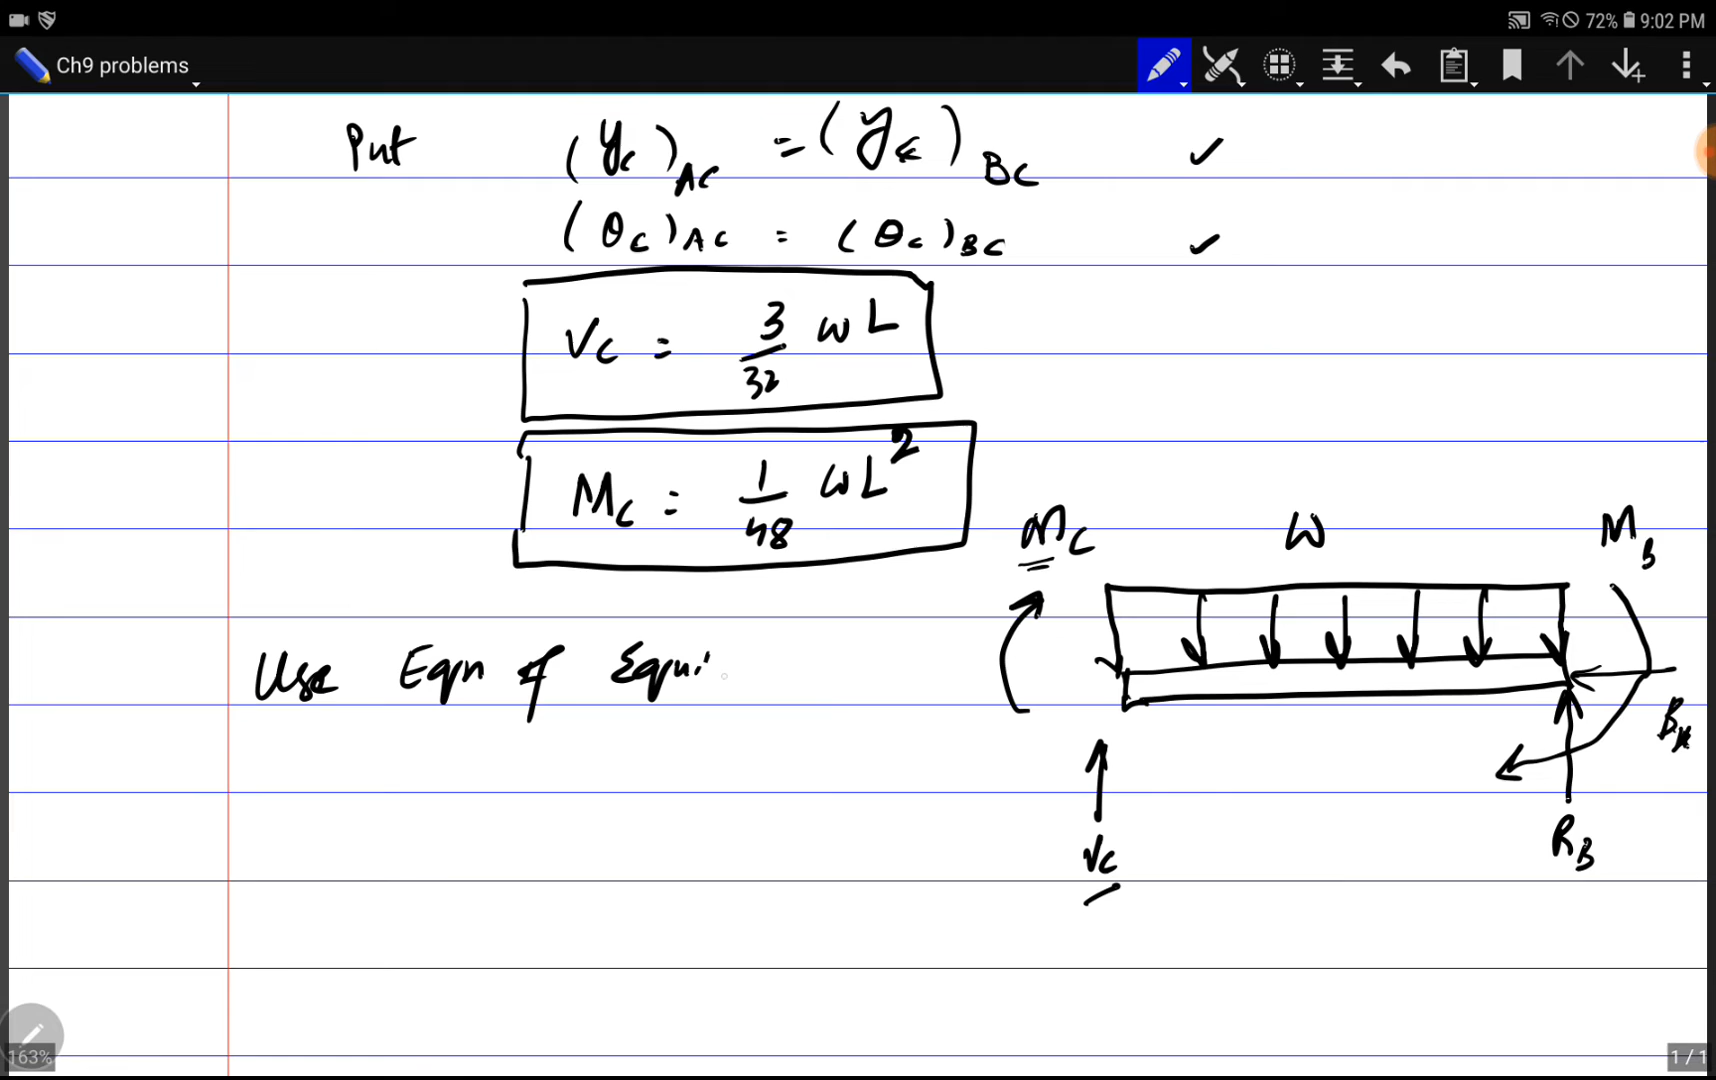 72% 9:02 PM
Ch9 problems
Put (yc)AC = (yc)BC ✓
(θc)AC = (θc)BC ✓
Vc = 3/32 wL
Mc = 1/48 wL²
Mc w MB
Use Eqn of Equi
Bx
Vc RB
163% 1 / 1